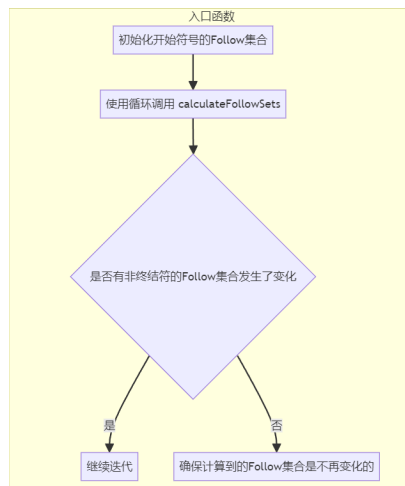 入口函数
初始化开始符号的Follow集合
使用循环调用 calculateFollowSets
是否有非终结符的Follow集合发生了变化
是
否
继续迭代
确保计算到的Follow集合是不再变化的